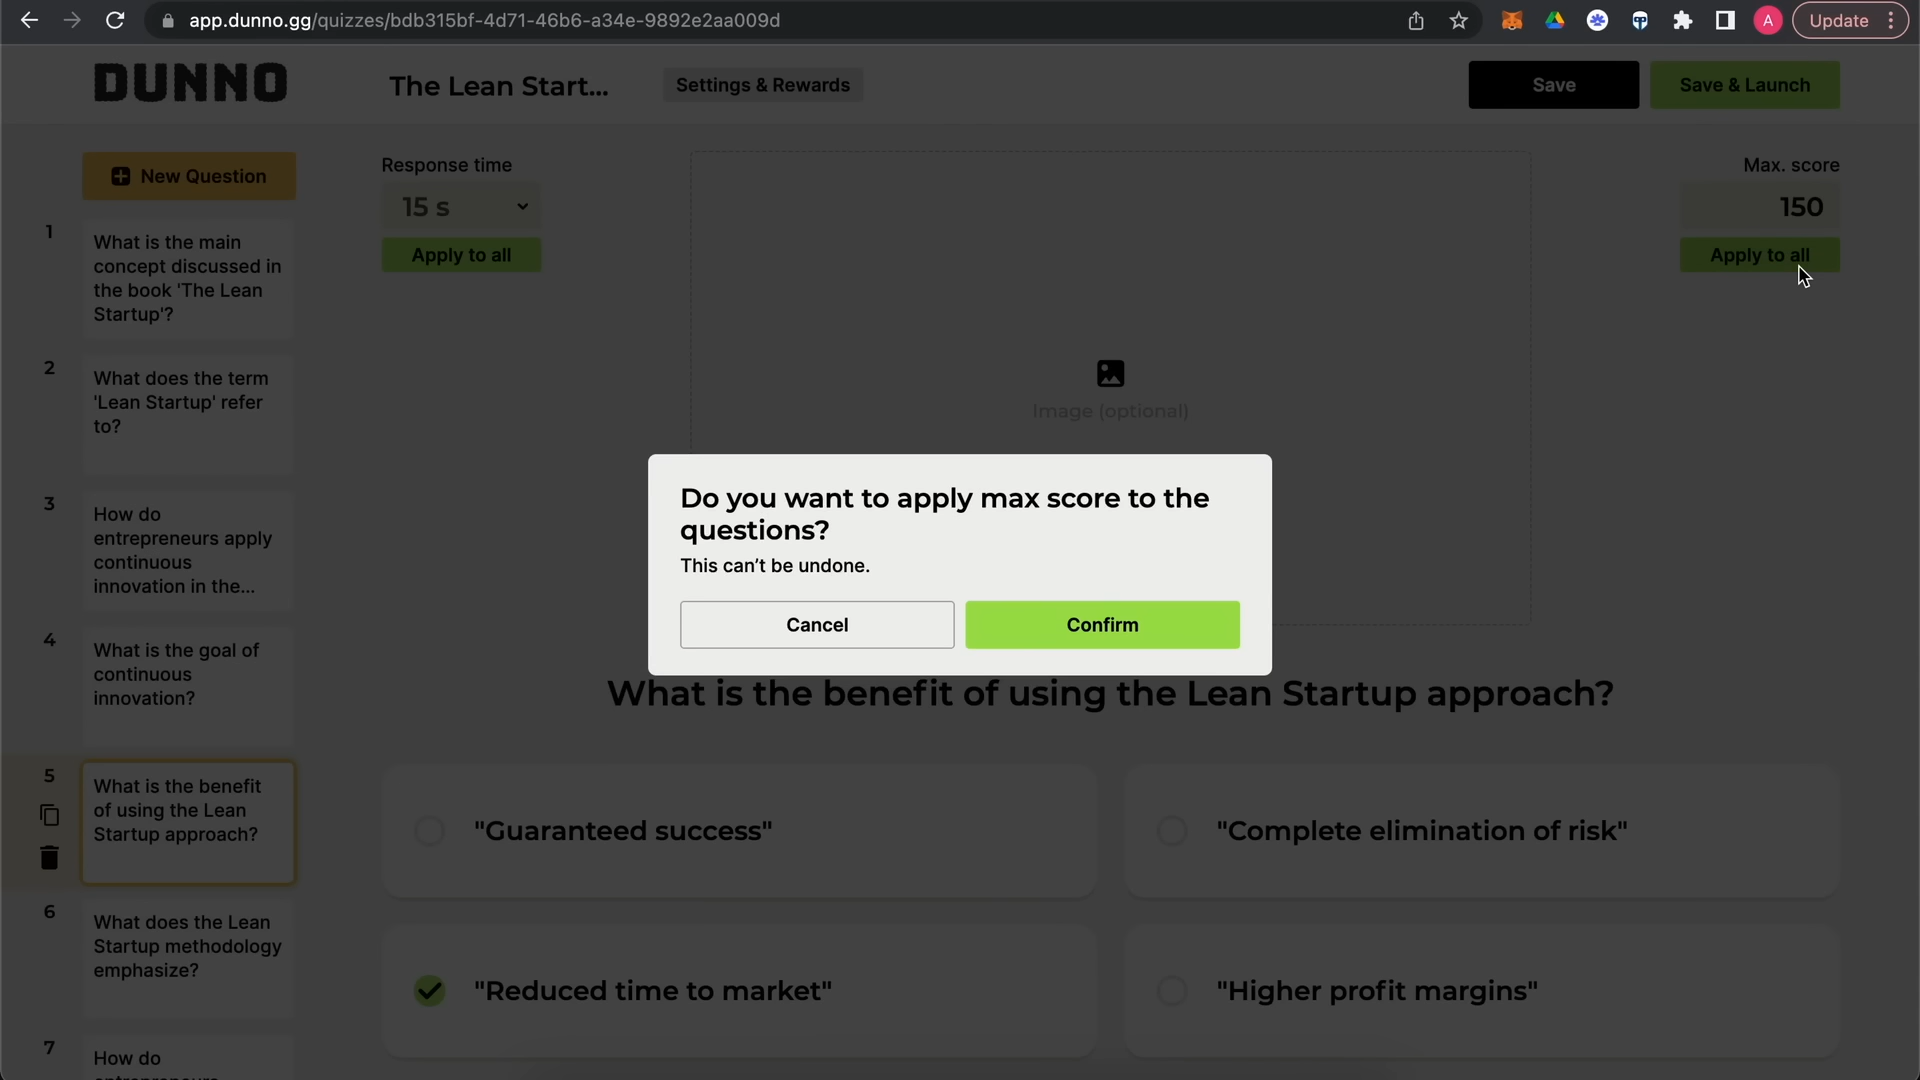 app.dunno.gg/quizzes/bdb315bf-4d71-46b6-a34e-9892e2aa009d
A
Update
DUNNO
The Lean Start...
Settings & Rewards
Save
Save & Launch
New Question
1
What is the main
concept discussed in
the book 'The Lean
Startup'?
2
What does the term
'Lean Startup' refer
to?
3
How do
entrepreneurs apply
continuous
innovation in the...
4
What is the goal of
continuous
innovation?
5
What is the benefit
of using the Lean
Startup approach?
6
What does the Lean
Startup methodology
emphasize?
7
How do
Response time
15 s
Apply to all
Image (optional)
Max. score
150
Apply to all
Do you want to apply max score to the
questions?
This can't be undone.
Cancel
Confirm
What is the benefit of using the Lean Startup approach?
"Guaranteed success"
"Complete elimination of risk"
"Reduced time to market"
"Higher profit margins"